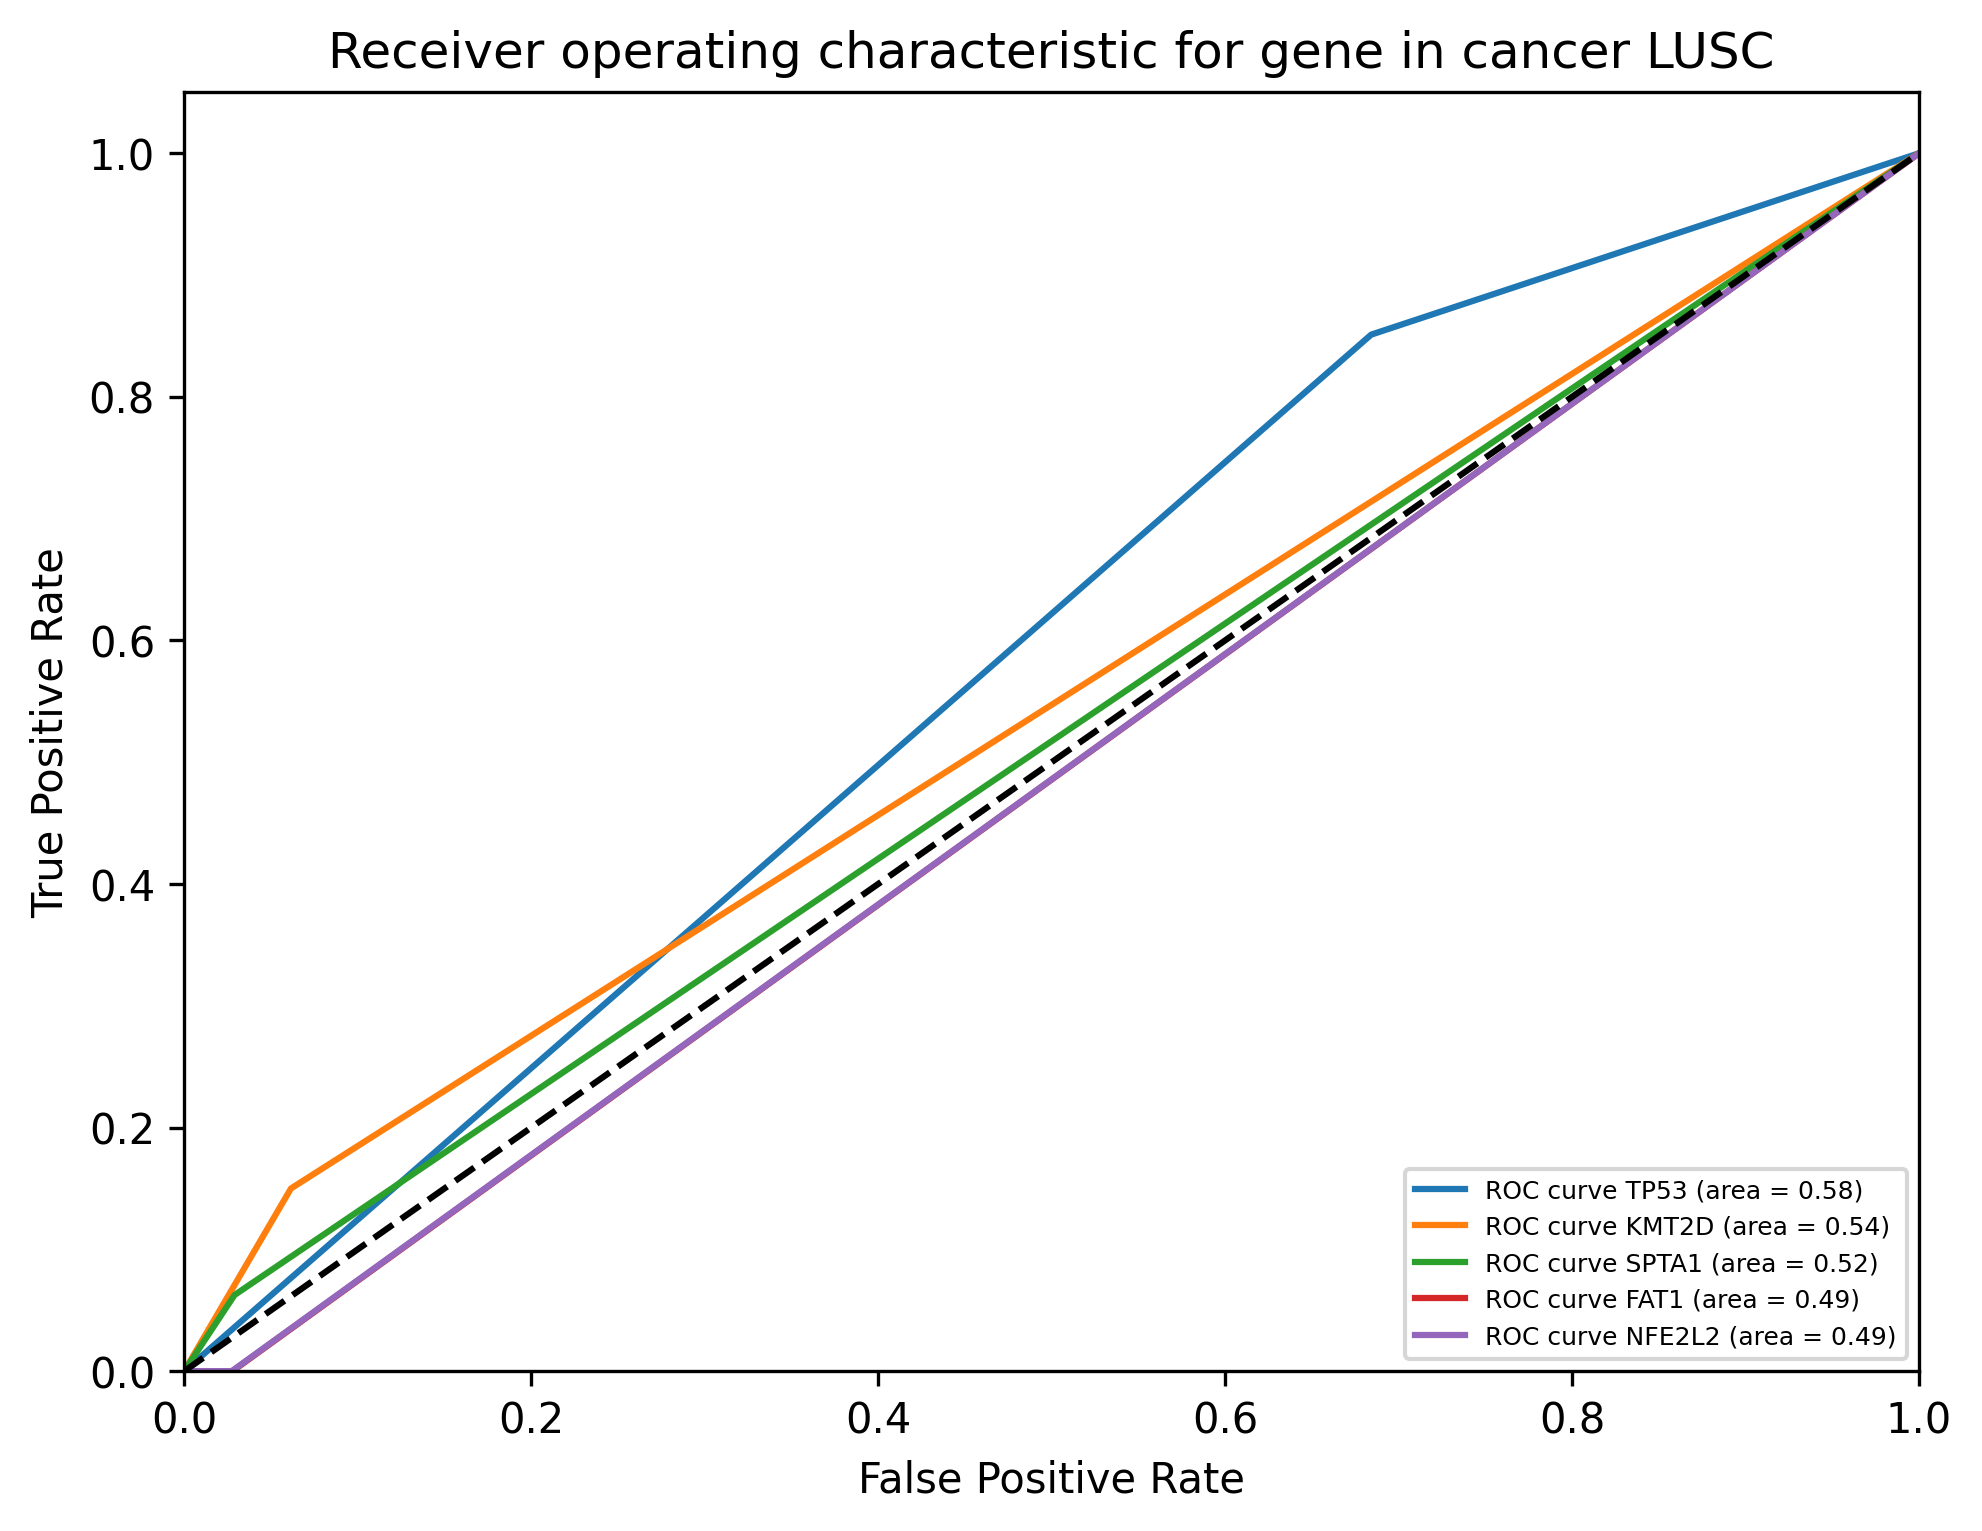 Receiver operating characteristic for gene in cancer LUSC
True Positive Rate
1.0
0.8
0.6
0.4
0.2
0.0
ROC curve TP53 (area = 0.58)
ROC curve KMT2D (area = 0.54)
ROC curve SPTA1 (area = 0.52)
ROC curve FAT1 (area = 0.49)
ROC curve NFE2L2 (area = 0.49)
0.0 0.2 0.4 0.6 0.8 1.0
False Positive Rate